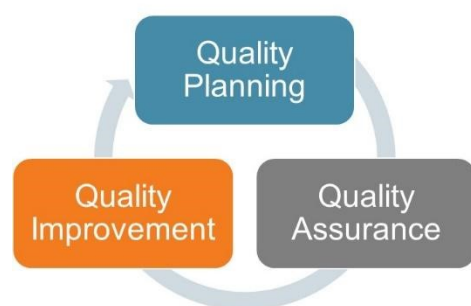 Quality
Planning
Quality
Improvement
Quality
Assurance